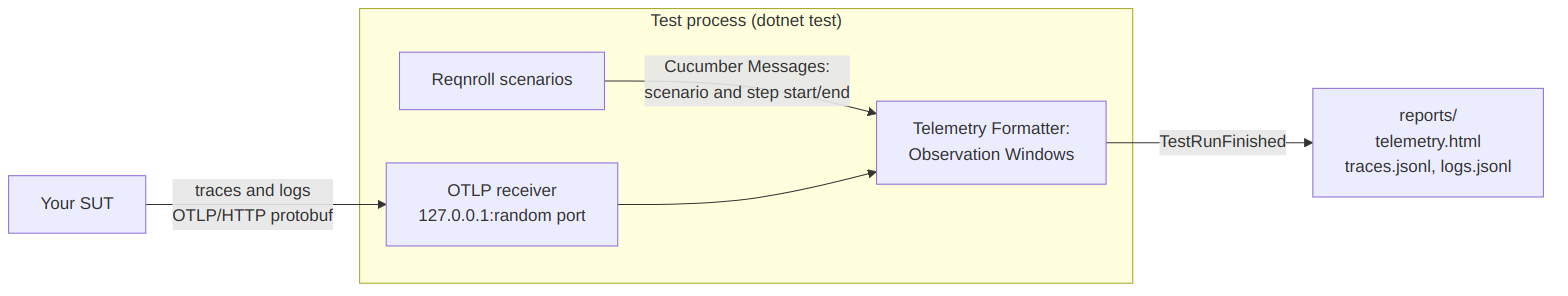 Test process (dotnet test)
Reqnroll scenarios
Cucumber Messages:
scenario and step start/end
Telemetry Formatter:
Observation Windows
TestRunFinished
reports/
telemetry.html
traces.jsonl, logs.jsonl
Your SUT
traces and logs
OTLP/HTTP protobuf
OTLP receiver
127.0.0.1:random port